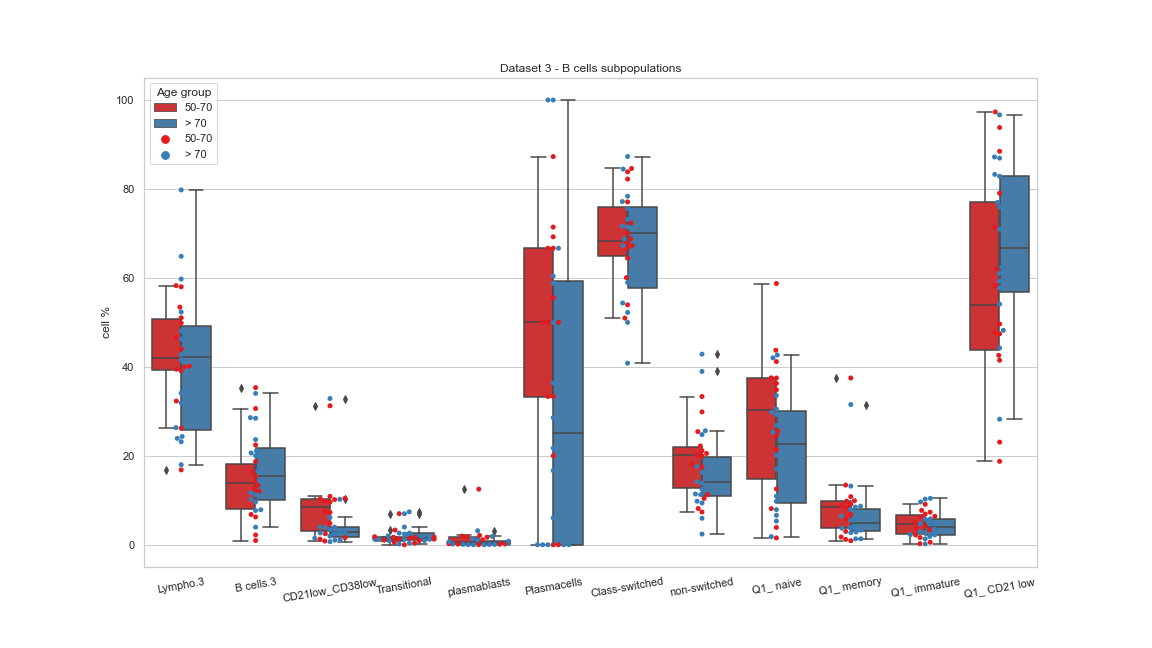 Dataset 3 - B cells subpopulations
Age group
50-70
> 70
50-70
> 70
100
80
60
40
20
0
cell %
Lympho.3
B cells.3
CD21low_CD38low
Transitional
plasmablasts
Plasmacells
Class-switched
non-switched
Q1_ naive
Q1_ memory
Q1_ immature
Q1_ CD21 low